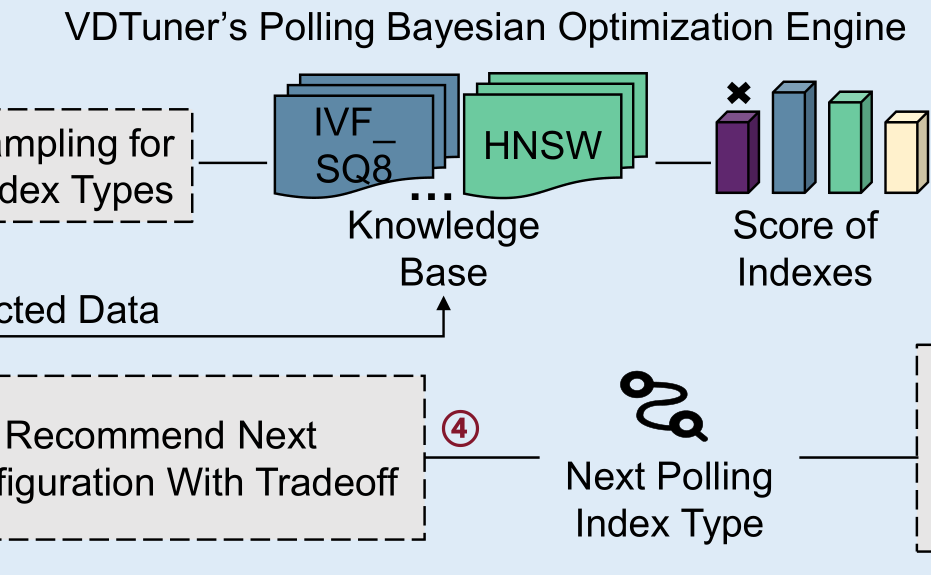 VDTuner’s Polling Bayesian Optimization Engine
IVF_
SQ8
HNSW
...
ampling for
dex Types
Knowledge
Base
Score of
Indexes
cted Data
Recommend Next
figuration With Tradeoff
④
Next Polling
Index Type